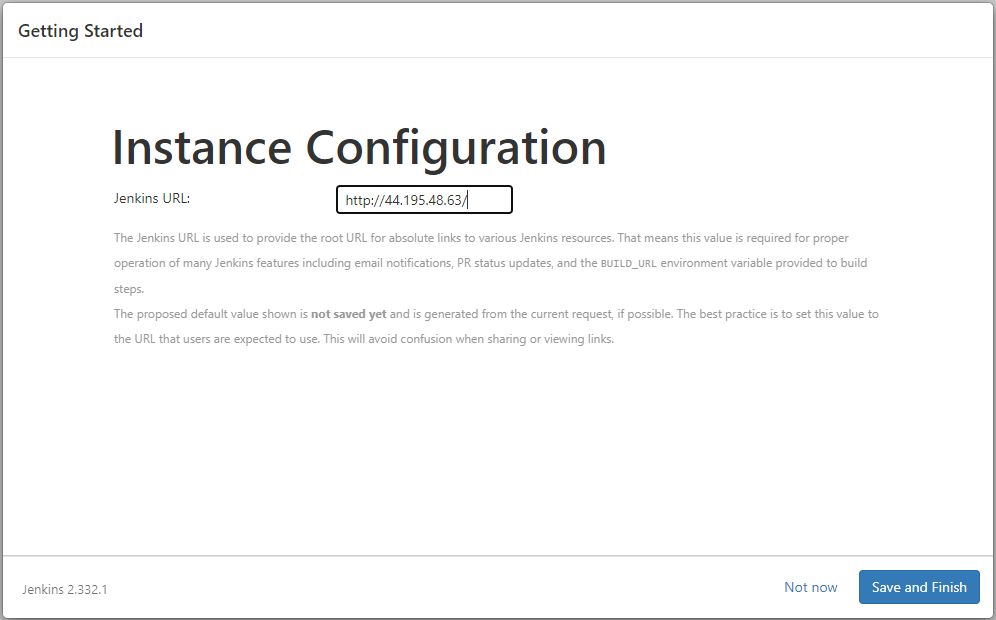 Getting Started
Instance Configuration
Jenkins URL: http://44.195.48.63/
The Jenkins URL is used to provide the root URL for absolute links to various Jenkins resources. That means this value is required for proper
operation of many Jenkins features including email notifications, PR status updates, and the BUILD_URL environment variable provided to build
steps.
The proposed default value shown is not saved yet and is generated from the current request, if possible. The best practice is to set this value to
the URL that users are expected to use. This will avoid confusion when sharing or viewing links.
Jenkins 2.332.1 Not now Save and Finish